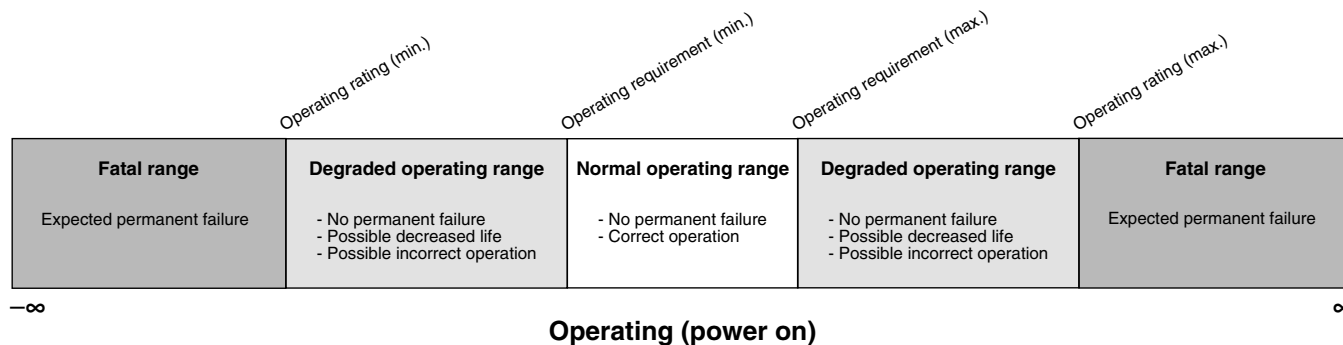 Operating rating (min.)
Operating requirement (min.)
Operating requirement (max.)
Operating rating (max.)
Fatal range
Expected permanent failure
Degraded operating range
- No permanent failure
- Possible decreased life
- Possible incorrect operation
Normal operating range
- No permanent failure
- Correct operation
Degraded operating range
- No permanent failure
- Possible decreased life
- Possible incorrect operation
Fatal range
Expected permanent failure
–∞
∞
Operating (power on)